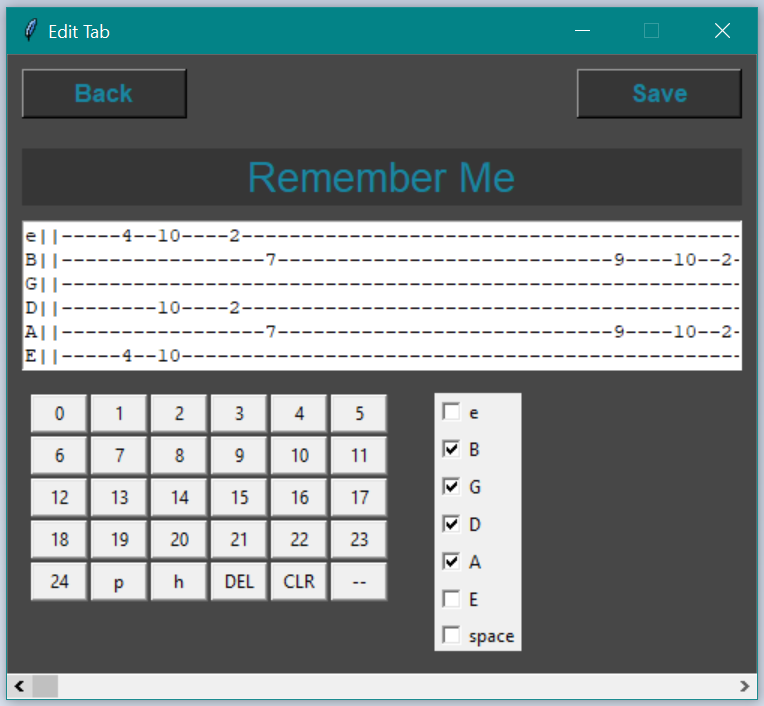 Edit Tab
Back
Save
Remember Me
e||-----4--10----2------------------------------------------
B||-----------------7----------------------------9----10--2-
G||---------------------------------------------------------
D||--------10----2------------------------------------------
A||-----------------7----------------------------9----10--2-
E||-----4--10-----------------------------------------------
0 1 2 3 4 5
6 7 8 9 10 11
12 13 14 15 16 17
18 19 20 21 22 23
24 p h DEL CLR --
e
B
G
D
A
E
space